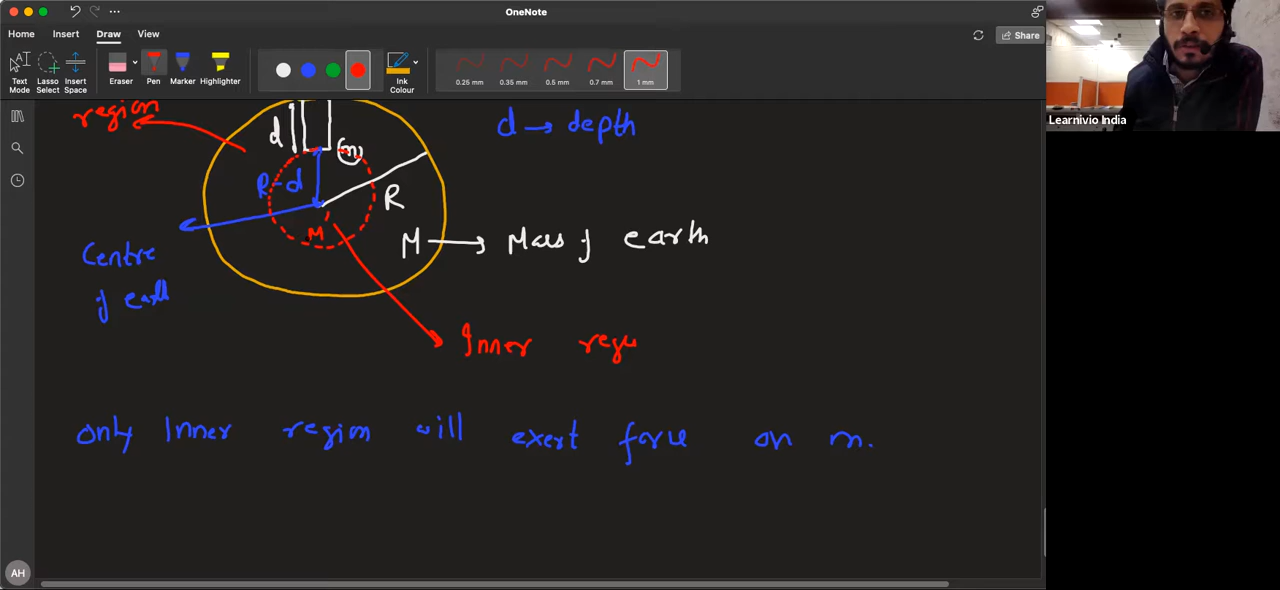 OneNote
Home Insert Draw View
Share
Text Mode
Lasso Select
Insert Space
Eraser
Pen
Marker
Highlighter
Ink Colour
0.25 mm
0.35 mm
0.5 mm
0.7 mm
1 mm
Learnivio India
region
d
m
d → depth
R-d
R
M
M → Mass of earth
Centre
of earth
Inner regi
only Inner region will exert force on m.
AH